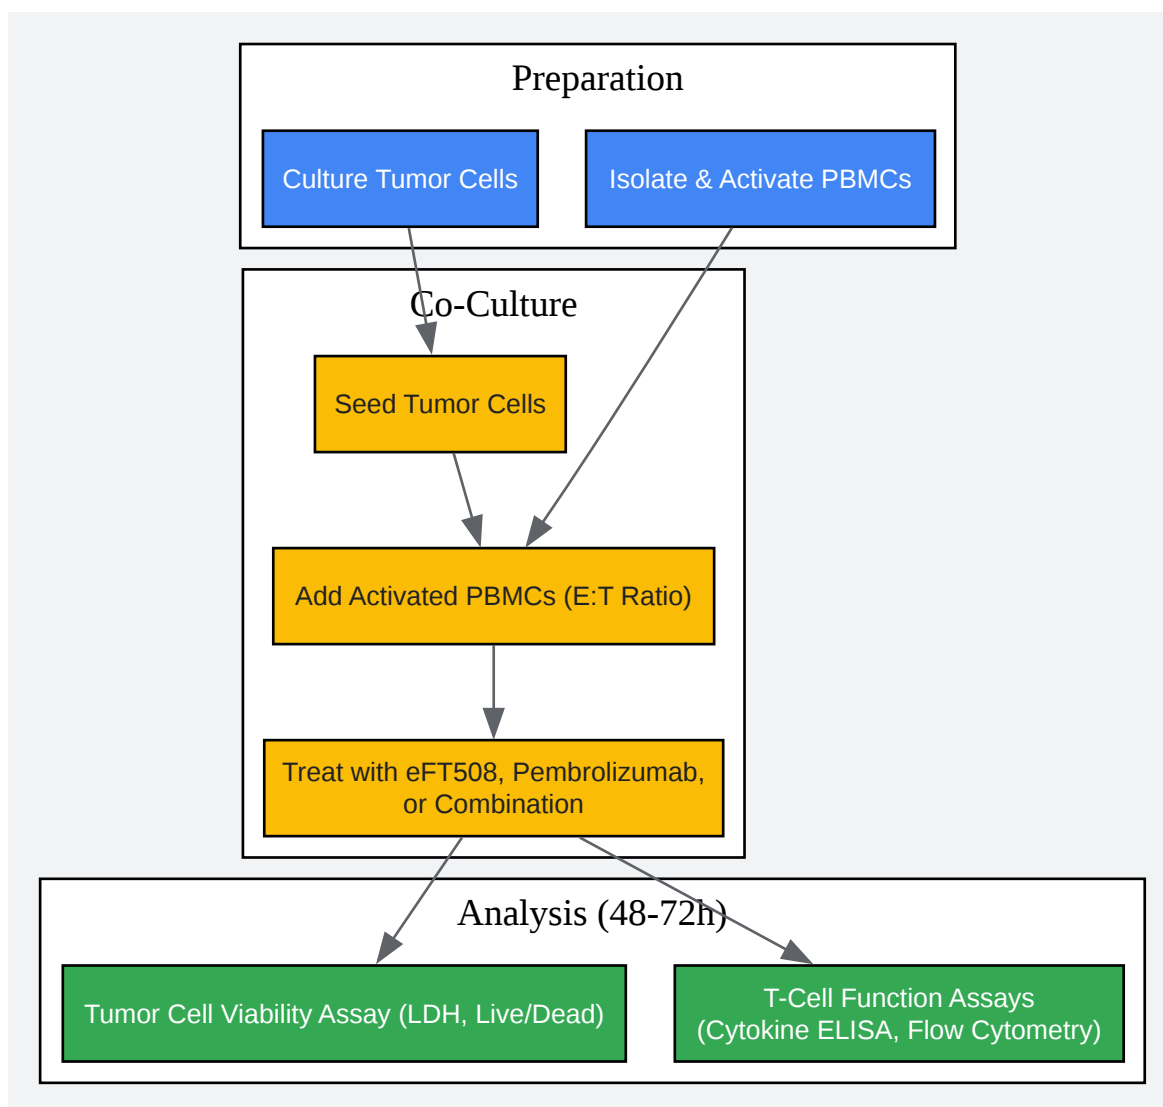 Preparation
Culture Tumor Cells
Isolate & Activate PBMCs
Co-Culture
Seed Tumor Cells
Add Activated PBMCs (E:T Ratio)
Treat with eFT508, Pembrolizumab,
or Combination
Analysis (48-72h)
Tumor Cell Viability Assay (LDH, Live/Dead)
T-Cell Function Assays
(Cytokine ELISA, Flow Cytometry)